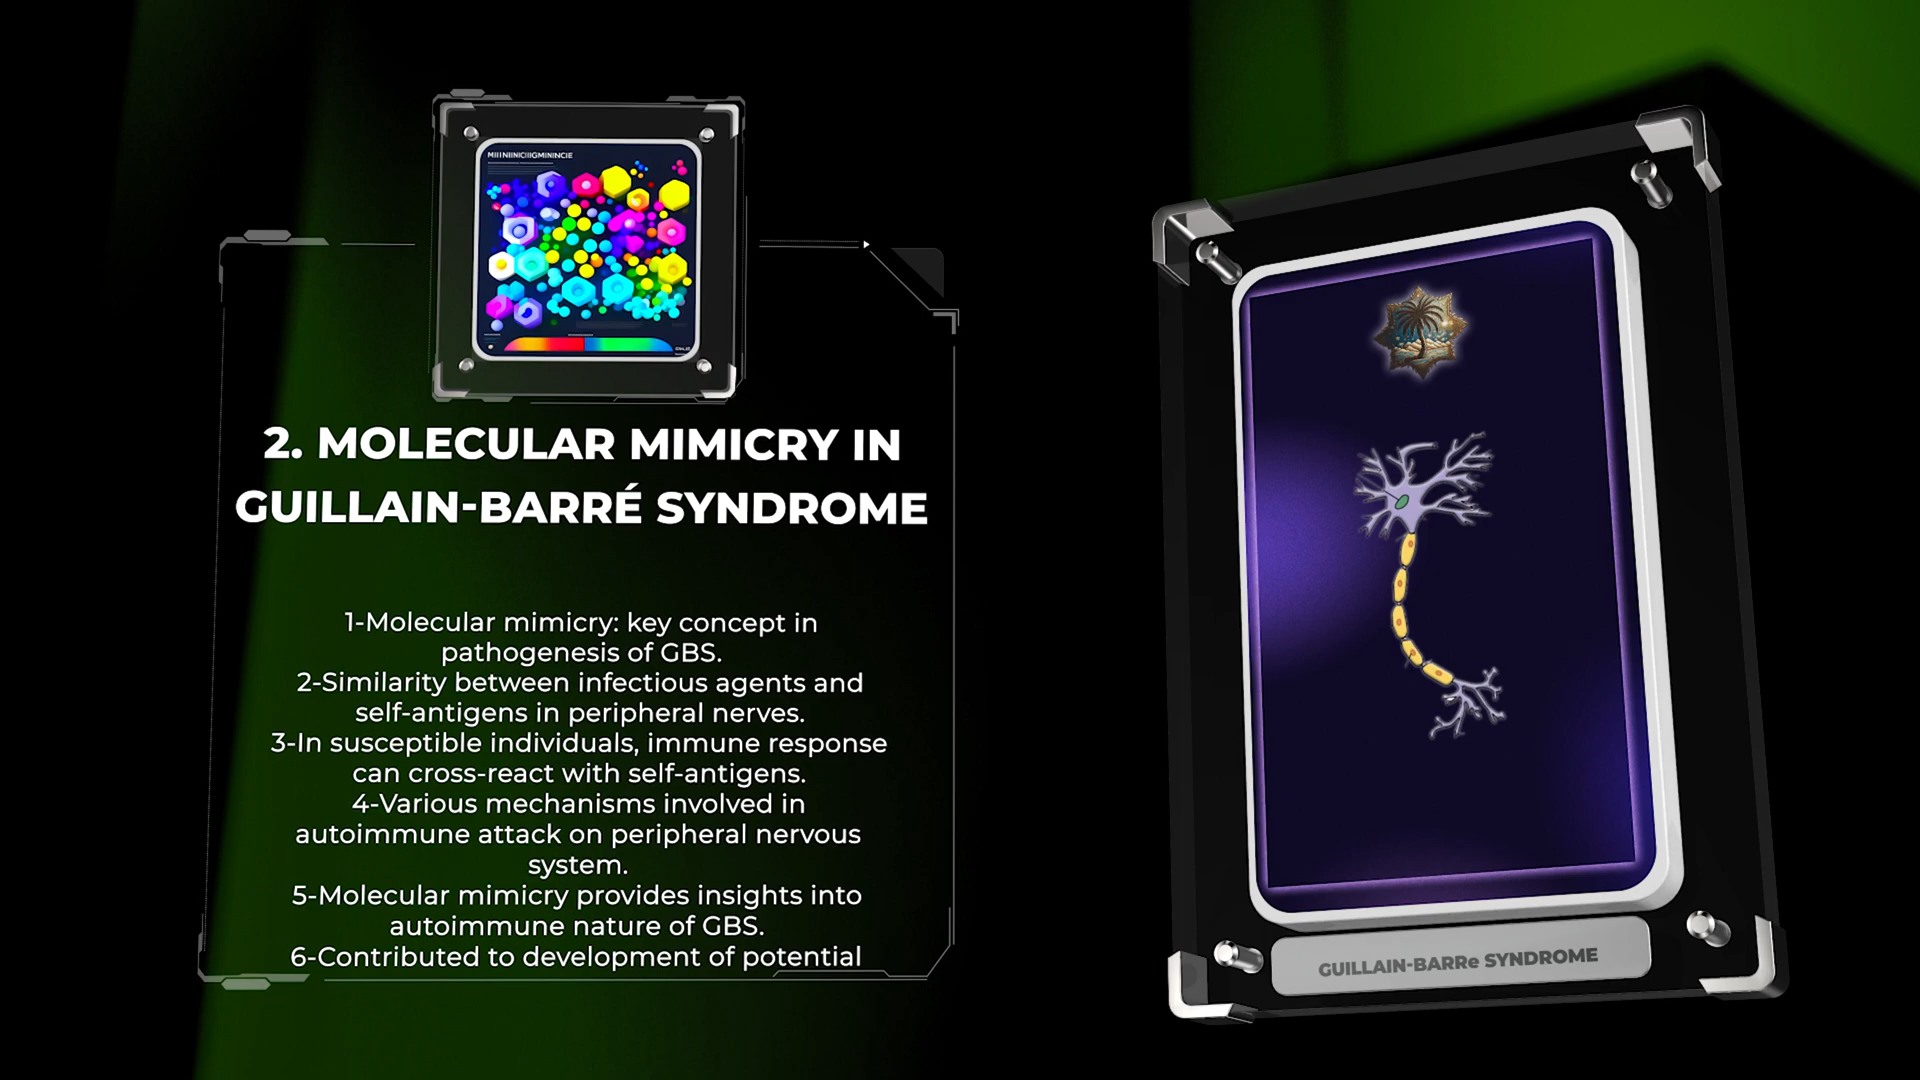 MIIINIINICIIIGMININCIE
2. MOLECULAR MIMICRY IN
GUILLAIN-BARRÉ SYNDROME
1-Molecular mimicry: key concept in
pathogenesis of GBS.
2-Similarity between infectious agents and
self-antigens in peripheral nerves.
3-In susceptible individuals, immune response
can cross-react with self-antigens.
4-Various mechanisms involved in
autoimmune attack on peripheral nervous
system.
5-Molecular mimicry provides insights into
autoimmune nature of GBS.
6-Contributed to development of potential
GUILLAIN-BARRe SYNDROME